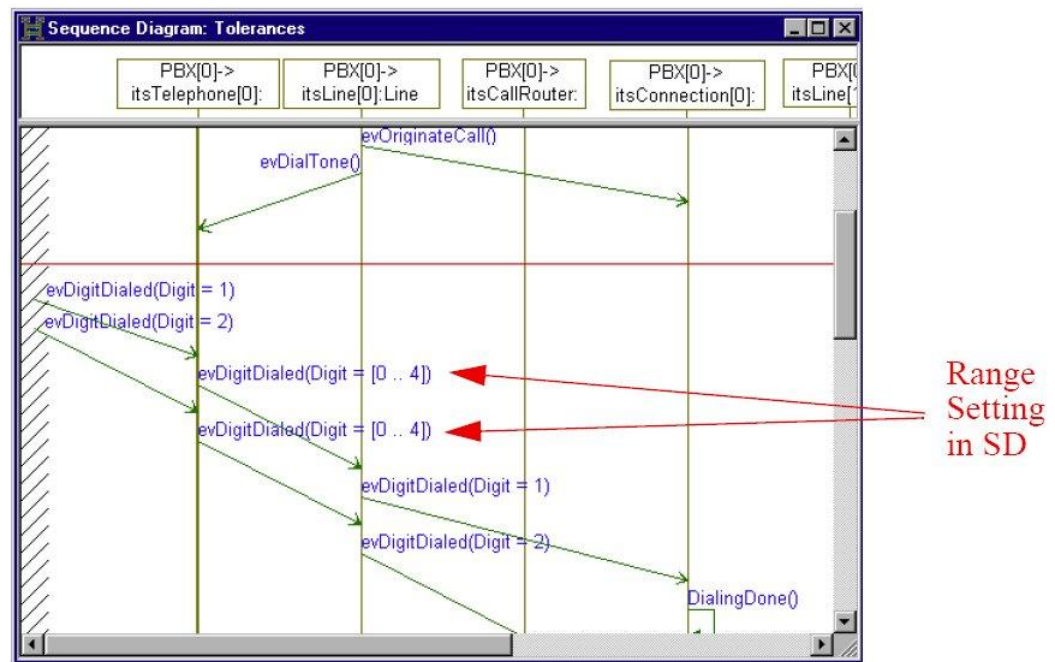 Sequence Diagram: Tolerances
PBX[0]->
itsTelephone[0]:
PBX[0]->
itsLine[0]:Line
PBX[0]->
itsCallRouter:
PBX[0]->
itsConnection[0]:
evOriginateCall()
evDialTone()
evDigitDialed(Digit = 1)
evDigitDialed(Digit = 2)
evDigitDialed(Digit = [0 .. 4])
evDigitDialed(Digit = [0 .. 4])
evDigitDialed(Digit = 1)
evDigitDialed(Digit = 2)
DialingDone()
Range
Setting
in SD